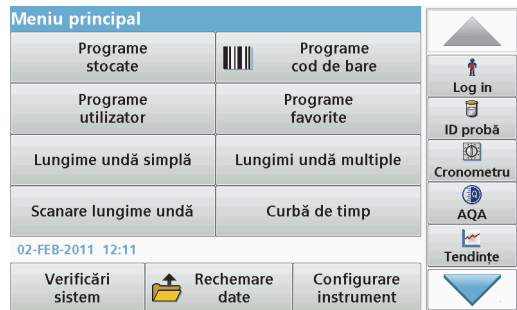 Meniu principal
Programe
stocate
Programe
cod de bare
Programe
utilizator
Programe
favorite
Lungime undă simplă
Lungimi undă multiple
Scanare lungime undă
Curbă de timp
02-FEB-2011 12:11
Verificări
sistem
Rechemare
date
Configurare
instrument
Log in
ID probă
Cronometru
AQA
Tendințe